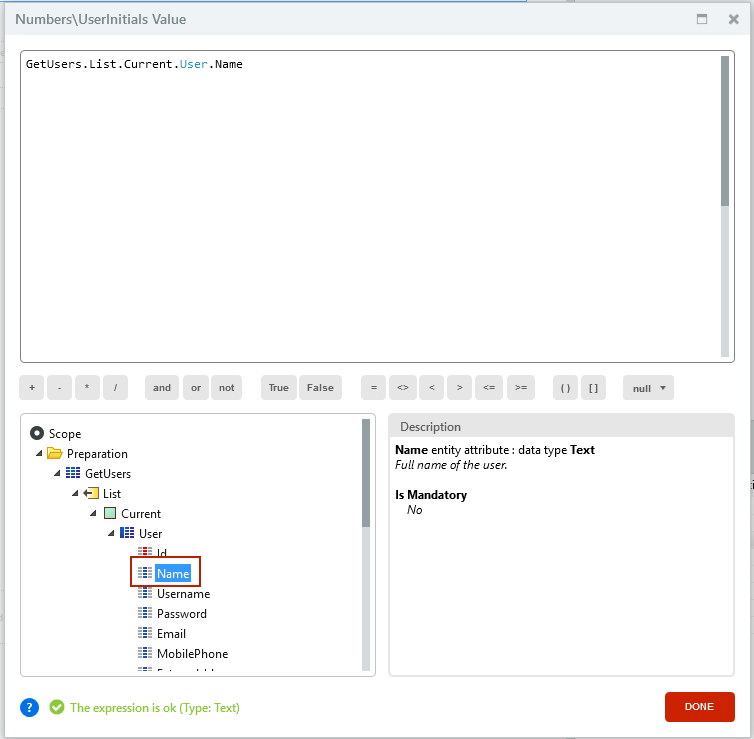 Numbers\UserInitials Value
GetUsers.List.Current.User.Name
+ - * / and or not True False = <> < > <= >= ( ) [ ] null
Scope
Preparation
GetUsers
List
Current
User
Id
Name
Username
Password
Email
MobilePhone
Description
Name entity attribute : data type Text
Full name of the user.
Is Mandatory
No
? The expression is ok (Type: Text)
DONE